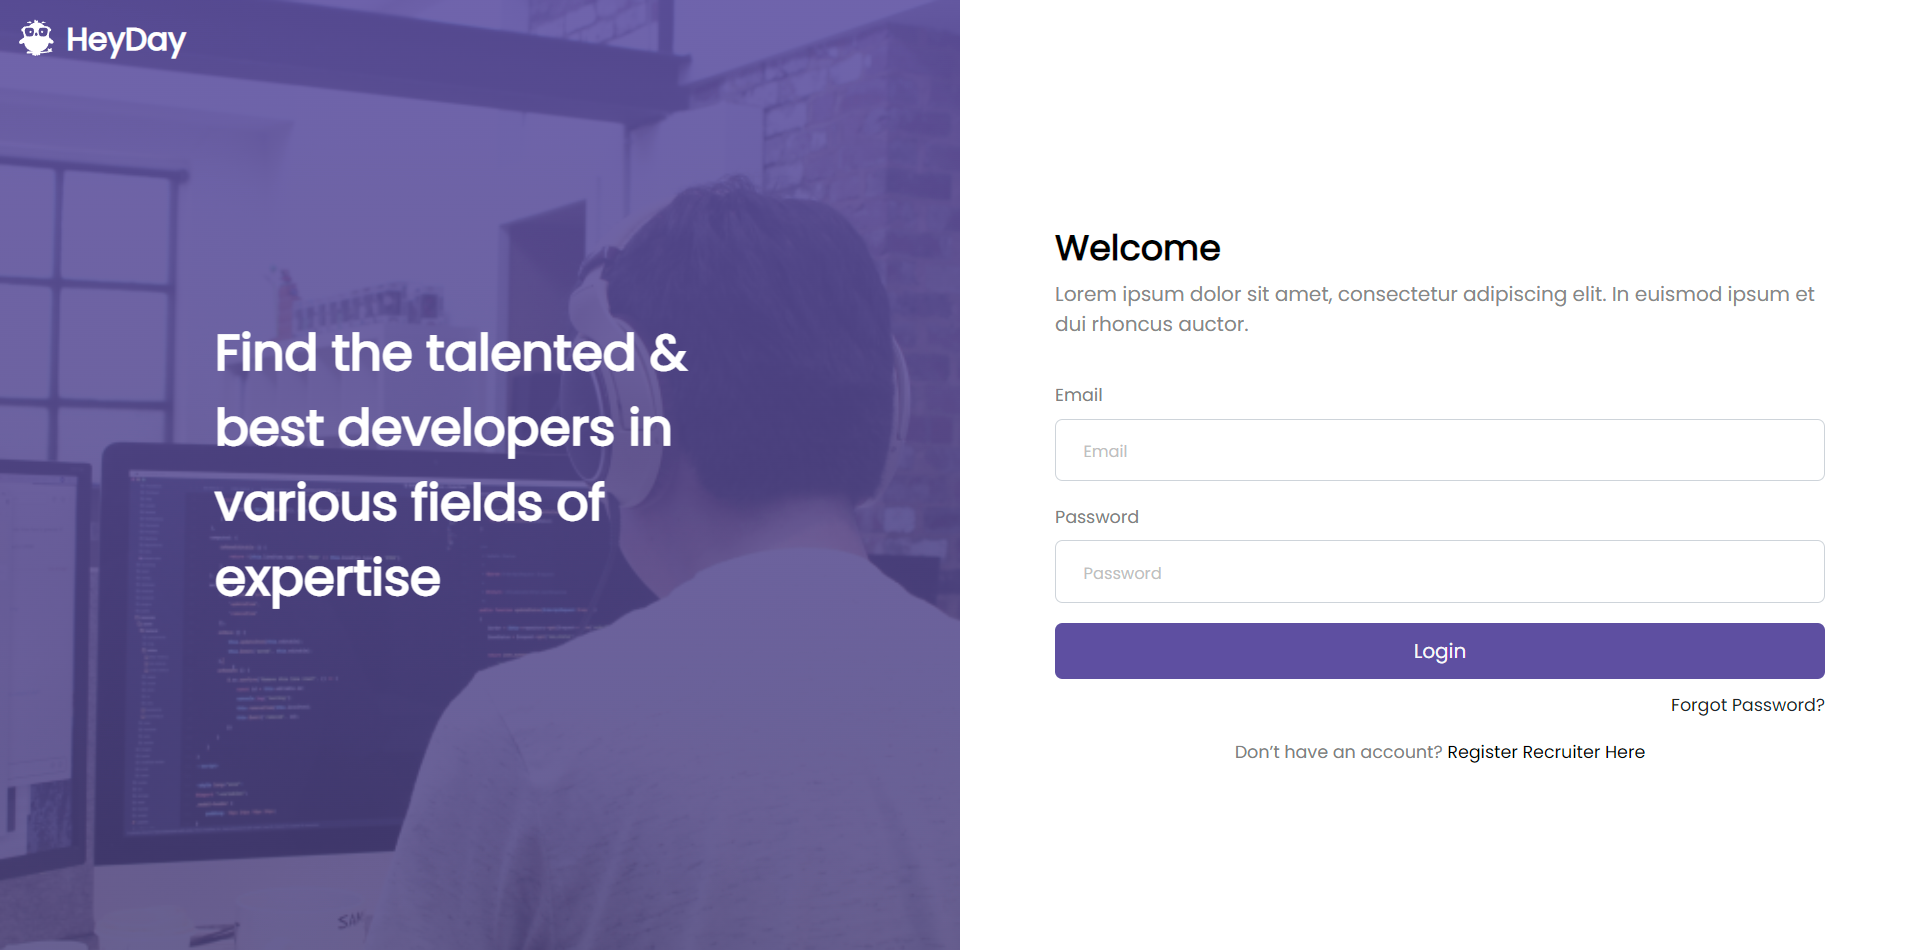 HeyDay
Find the talented &
best developers in
various fields of
expertise
Welcome
Lorem ipsum dolor sit amet, consectetur adipiscing elit. In euismod ipsum et
dui rhoncus auctor.
Email
Email
Password
Password
Login
Forgot Password?
Don’t have an account? Register Recruiter Here